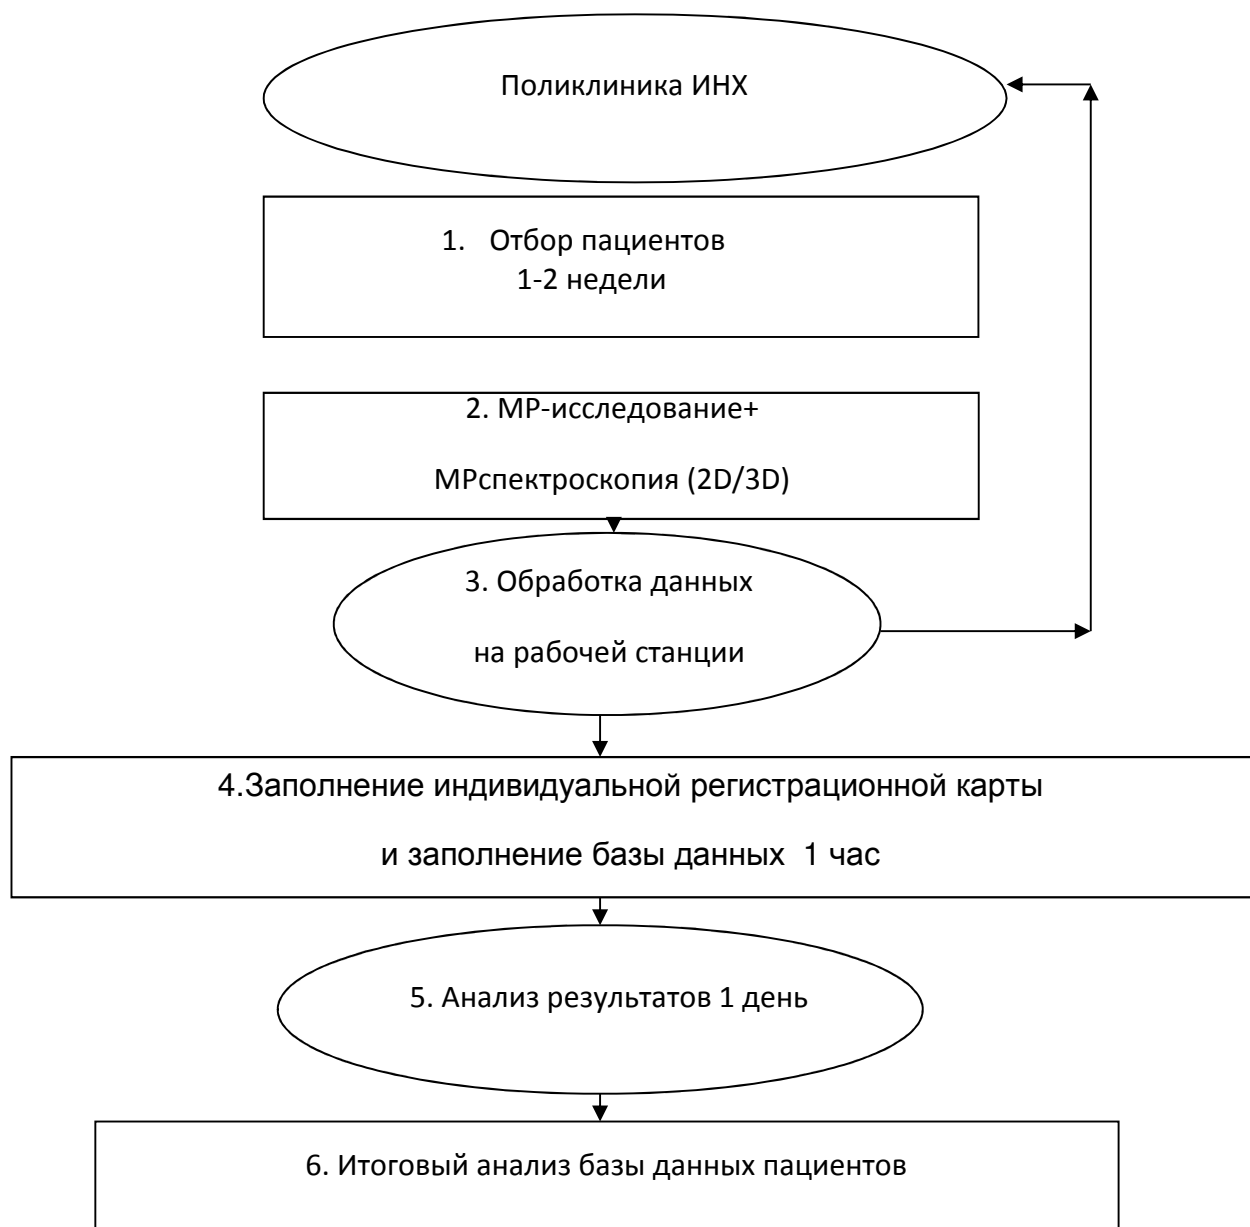 Поликлиника ИНХ
1. Отбор пациентов
1-2 недели
2. МР-исследование+
МРспектроскопия (2D/3D)
3. Обработка данных
на рабочей станции
4.Заполнение индивидуальной регистрационной карты
и заполнение базы данных 1 час
5. Анализ результатов 1 день
6. Итоговый анализ базы данных пациентов